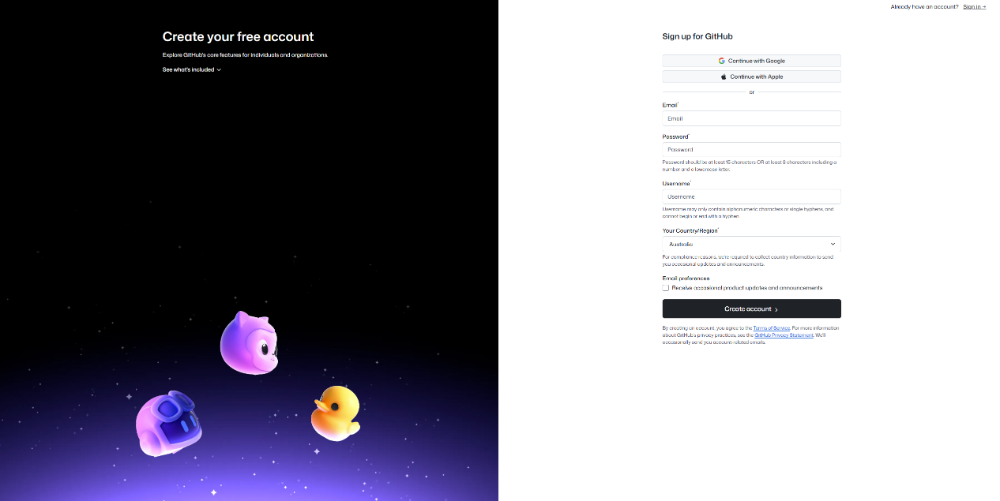 Create your free account
Explore GitHub's core features for individuals and organizations.
See what's included
Already have an account? Sign in →
Sign up for GitHub
Continue with Google
Continue with Apple
or
Email*
Email
Password*
Password
Password should be at least 15 characters OR at least 8 characters including a
number and a lowercase letter.
Username*
Username
Username may only contain alphanumeric characters or single hyphens, and
cannot begin or end with a hyphen.
Your Country/Region*
Australia
For compliance reasons, we're required to collect country information to send
you occasional updates and announcements.
Email preferences
Receive occasional product updates and announcements
Create account
By creating an account, you agree to the Terms of Service. For more information
about GitHub's privacy practices, see the GitHub Privacy Statement. We'll
occasionally send you account-related emails.